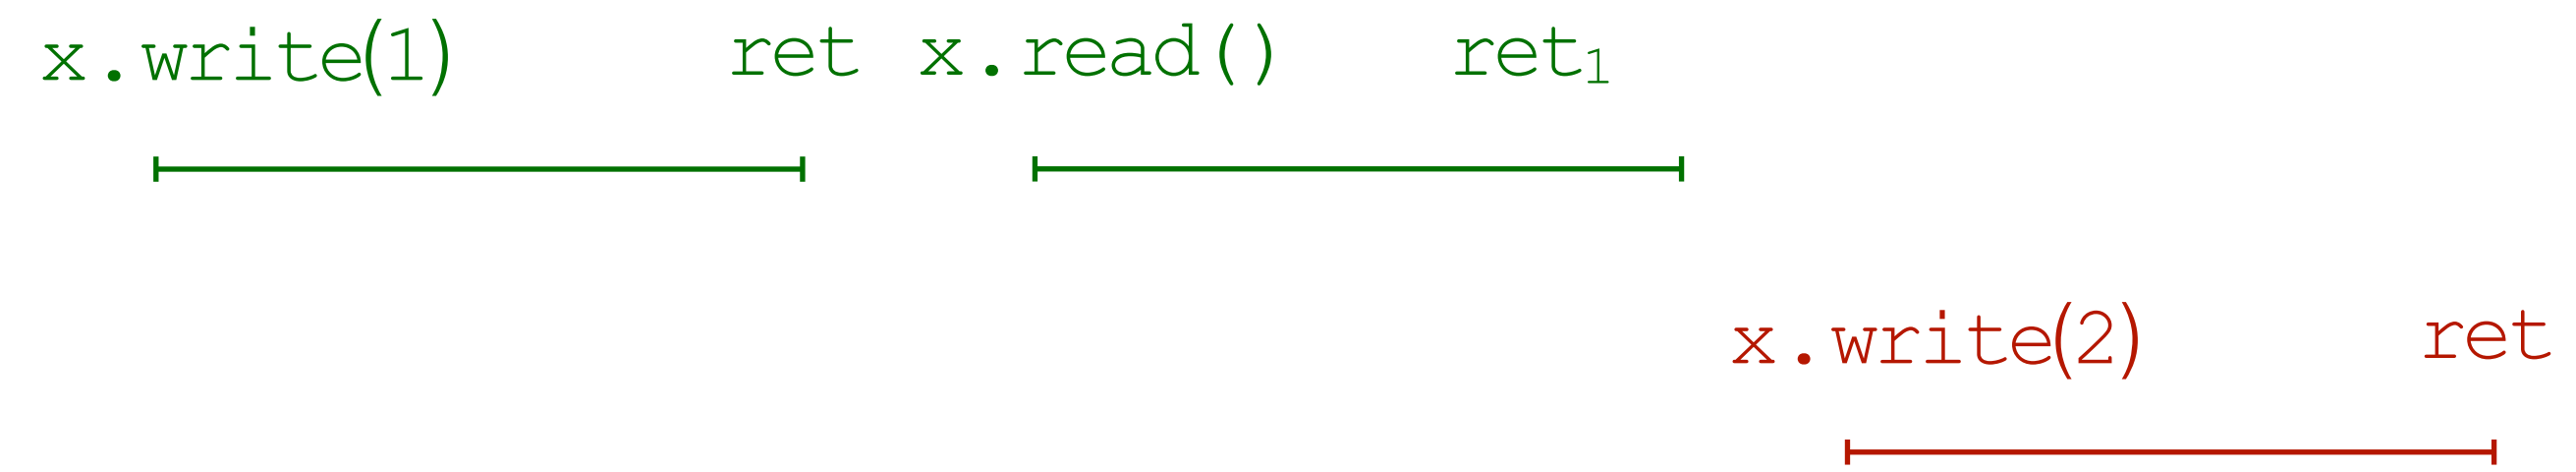 x.write(1) ret x.read() ret₁
x.write(2) ret